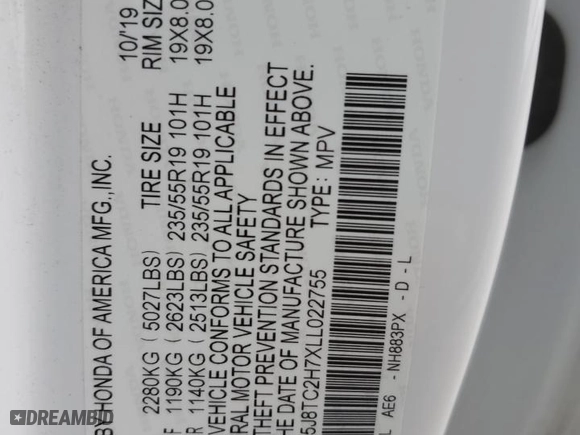 BY HONDA OF AMERICA MFG.,INC. 10/'19
TIRE SIZE RIM SIZE
2280KG (5027LBS)
F 1190KG (2623LBS) 235/55R19 101H 19X8.0
R 1140KG (2513LBS) 235/55R19 101H 19X8.0
VEHICLE CONFORMS TO ALL APPLICABLE
RAL MOTOR VEHICLE SAFETY
THEFT PREVENTION STANDARDS IN EFFECT
DATE OF MANUFACTURE SHOWN ABOVE.
5J8TC2H7XLL022755 TYPE: MPV
L AE6 - NH883PX - D - L
DREAMBID